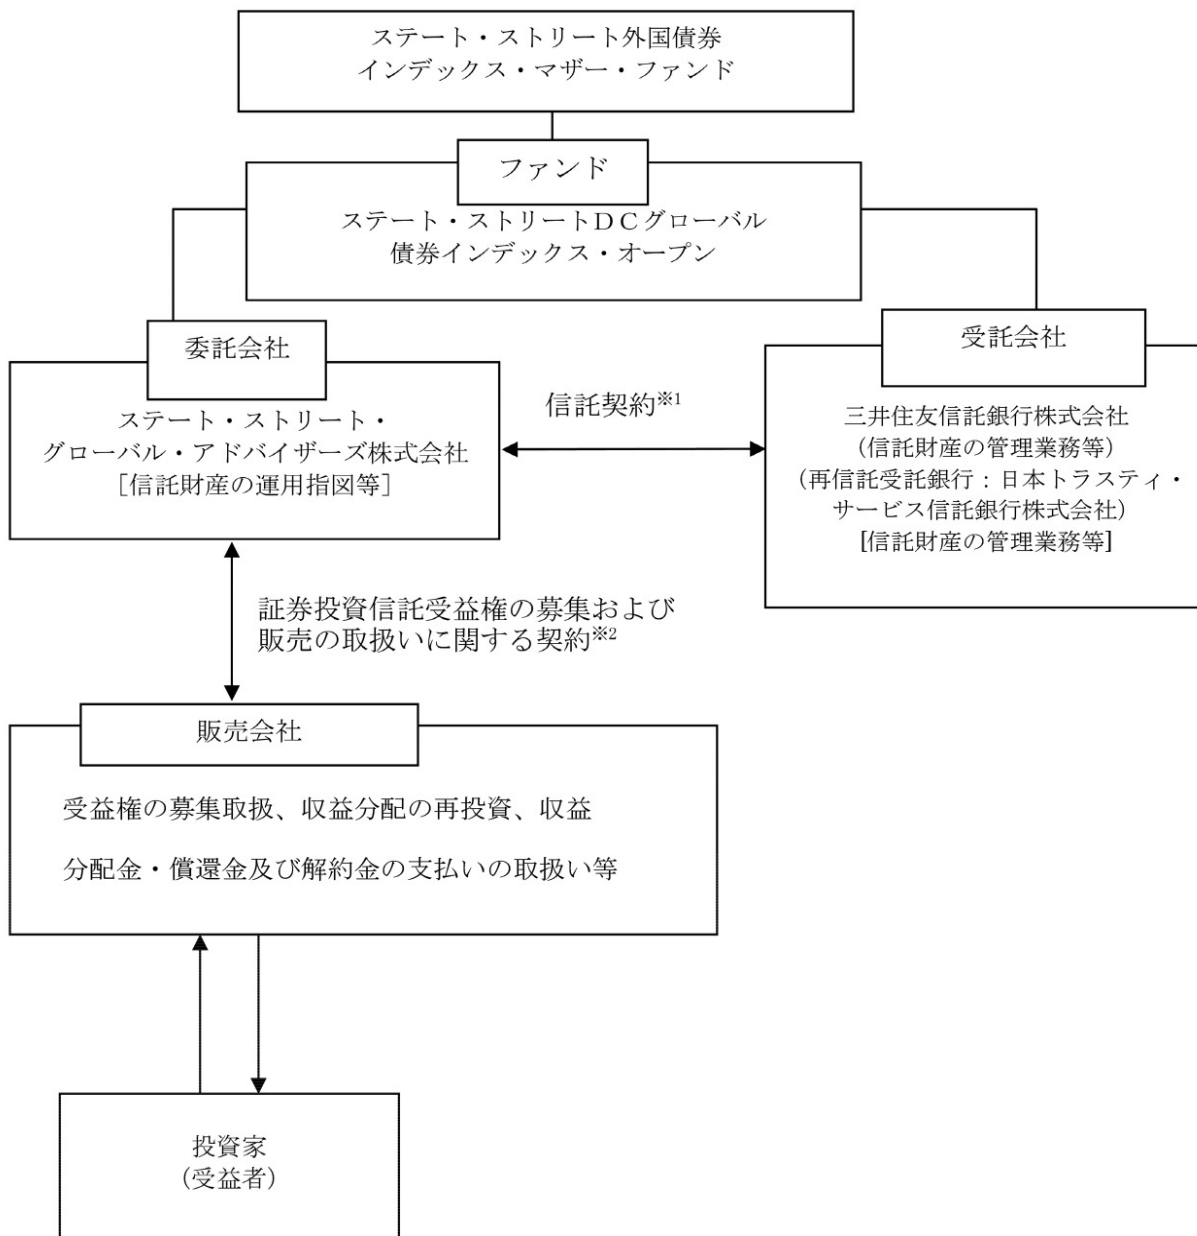 ステート・ストリート外国債券
インデックス・マザー・ファンド
ファンド
ステート・ストリートＤＣグローバル
債券インデックス・オープン
委託会社
ステート・ストリート・
グローバル・アドバイザーズ株式会社
［信託財産の運用指図等］
信託契約※1
受託会社
三井住友信託銀行株式会社
(信託財産の管理業務等)
(再信託受託銀行：日本トラスティ・
サービス信託銀行株式会社)
[信託財産の管理業務等]
証券投資信託受益権の募集および
販売の取扱いに関する契約※2
販売会社
受益権の募集取扱、収益分配の再投資、収益
分配金・償還金及び解約金の支払いの取扱い等
投資家
(受益者)